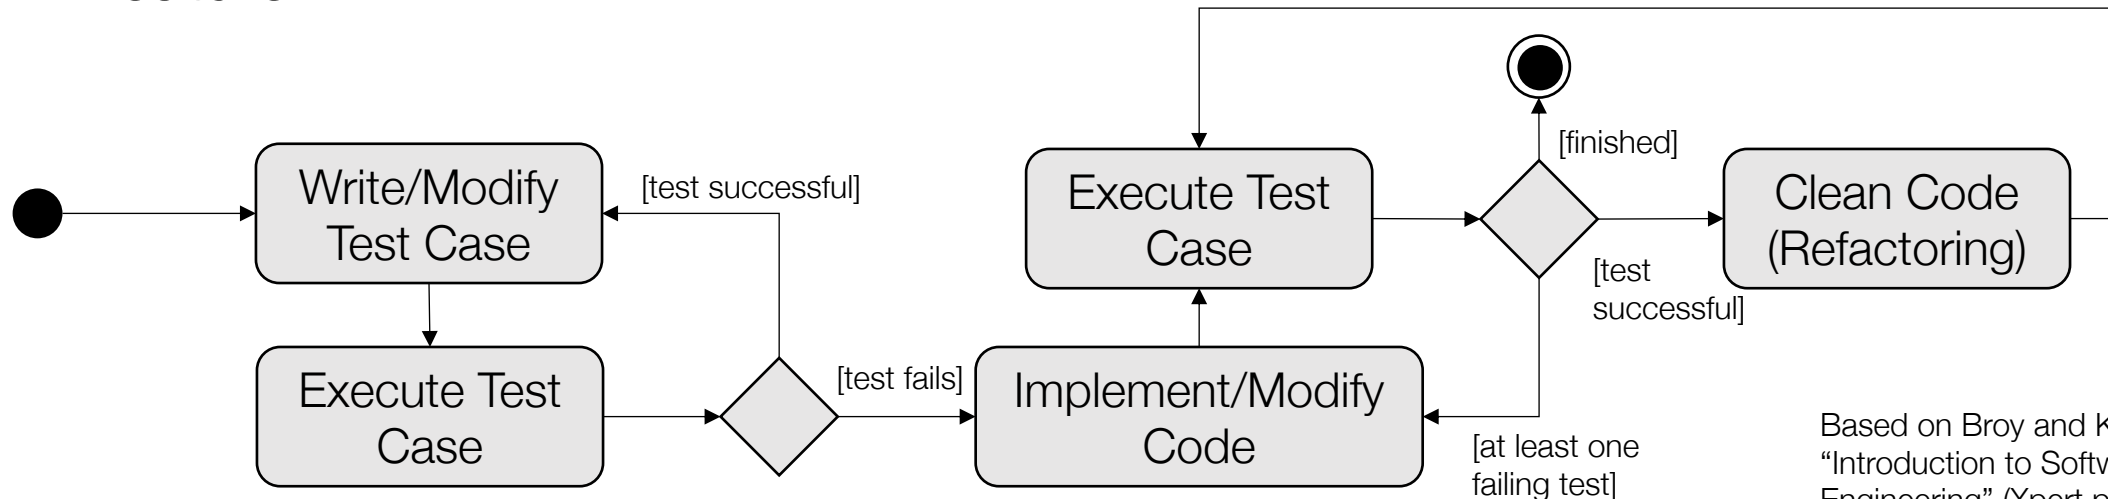 [finished]
Write/Modify
Test Case
[test successful]
Execute Test
Case
Clean Code
(Refactoring)
[test
successful]
Execute Test
Case
[test fails]
Implement/Modify
Code
[at least one
failing test]
Based on Broy and
“Introduction to
Engineering” (Xpert